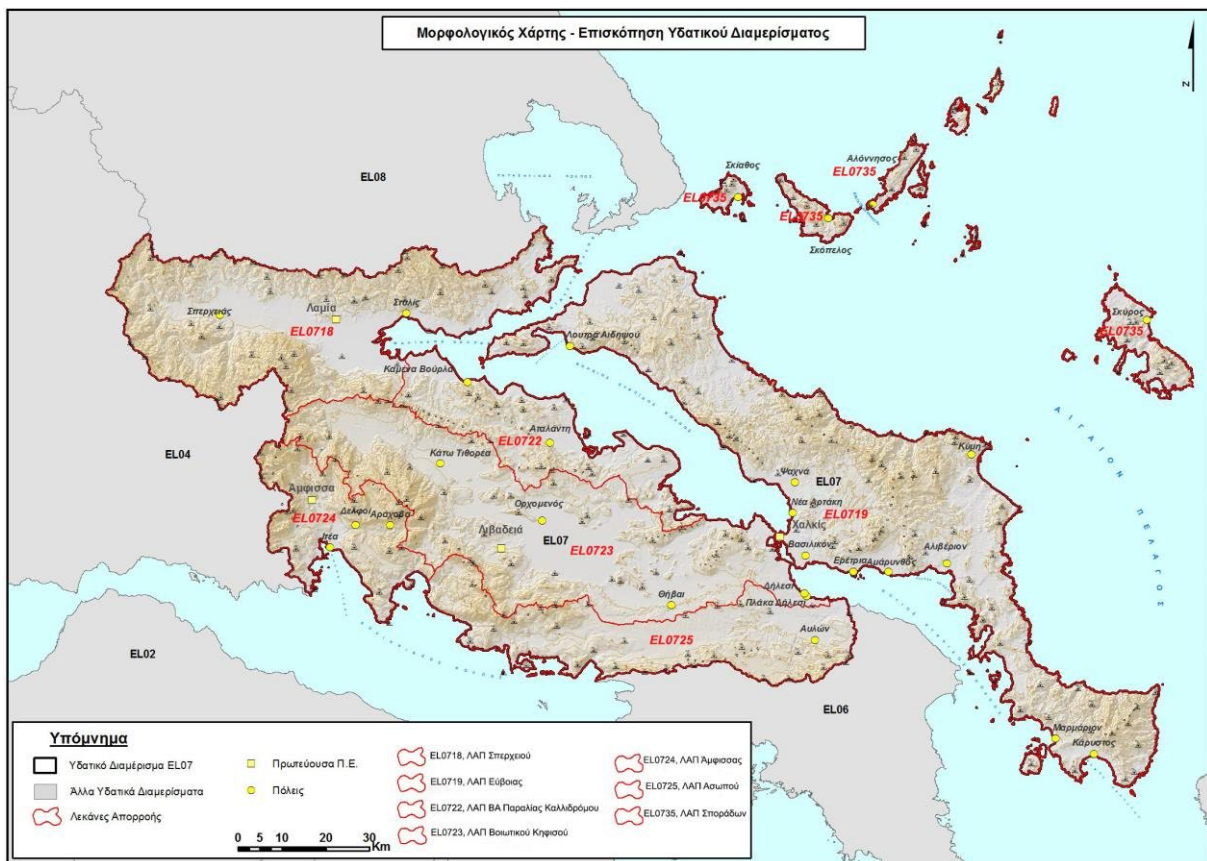 Μορφολογικός Χάρτης - Επισκόπηση Υδατικού Διαμερίσματος
N
EL08
Σκίαθος
EL0735
Αλόννησος
EL0735
EL0735
Σκόπελος
Σκύρος
EL0735
Σπερχειάς
Λαμία
Στυλίς
EL0718
Λουτρά Αιδηψού
Καμένα Βούρλα
EL04
EL0722
Αταλάντη
Κάτω Τιθορέα
Κύμη
ΑΙΓΑΙΟΝ ΠΕΛΑΓΟΣ
Ψαχνά
EL07
Άμφισσα
EL0724
Δελφοί
Αράχοβα
Ορχομενός
Νέα Αρτάκη
EL0719
Χαλκίς
Ιτέα
Λιβαδειά
EL07
EL0723
Βασιλικόν
Ερέτρια
Αμάρυνθος
Αλιβέριον
Θήβαι
Δήλεσι
Πλάκα Δήλεσι
EL0725
Αυλών
EL02
EL06
Μαρμάριον
Κάρυστος
Υπόμνημα
Υδατικό Διαμέρισμα EL07
Άλλα Υδατικά Διαμερίσματα
Λεκάνες Απορροής
Πρωτεύουσα Π.Ε.
Πόλεις
0 5 10 20 30
Km
EL0718, ΛΑΠ Σπερχειού
EL0719, ΛΑΠ Εύβοιας
EL0722, ΛΑΠ ΒΑ Παραλίας Καλλιδρόμου
EL0723, ΛΑΠ Βοιωτικού Κηφισού
EL0724, ΛΑΠ Άμφισσας
EL0725, ΛΑΠ Ασωπού
EL0735, ΛΑΠ Σποράδων